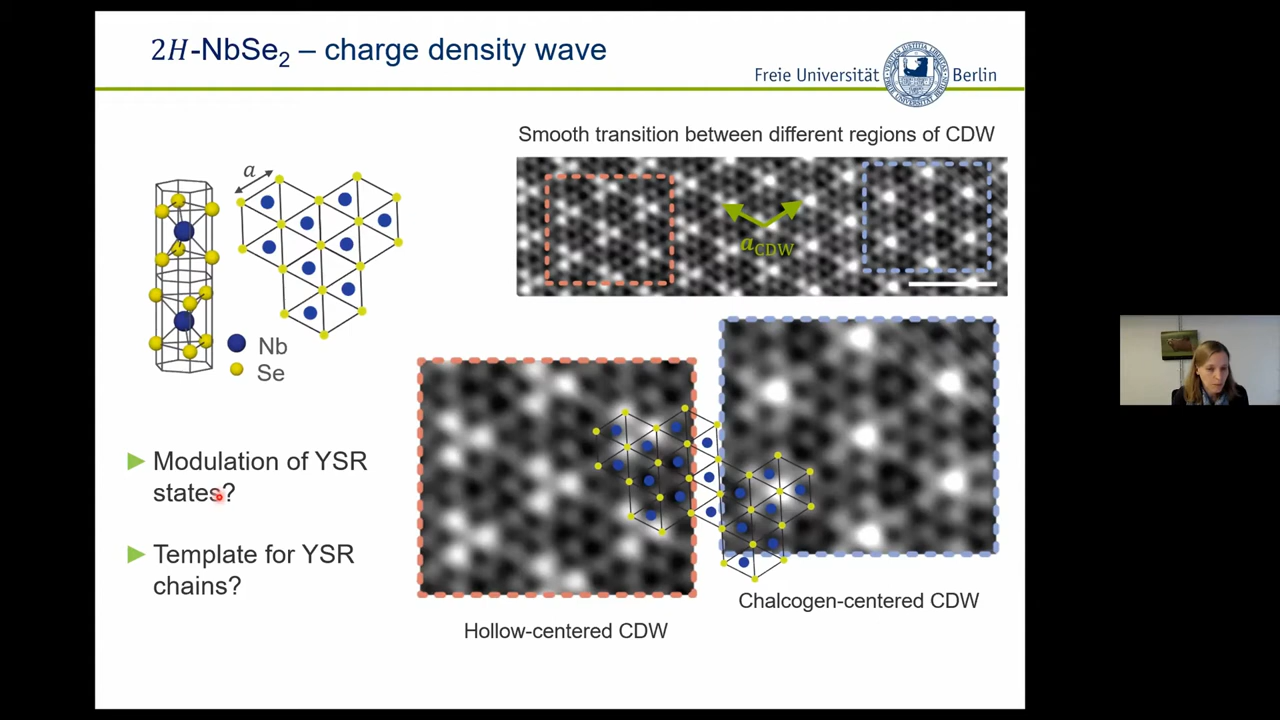 2H-NbSe2 – charge density wave
Freie Universität Berlin
Smooth transition between different regions of CDW
a
aCDW
Nb
Se
Modulation of YSR
states?
Template for YSR
chains?
Chalcogen-centered CDW
Hollow-centered CDW